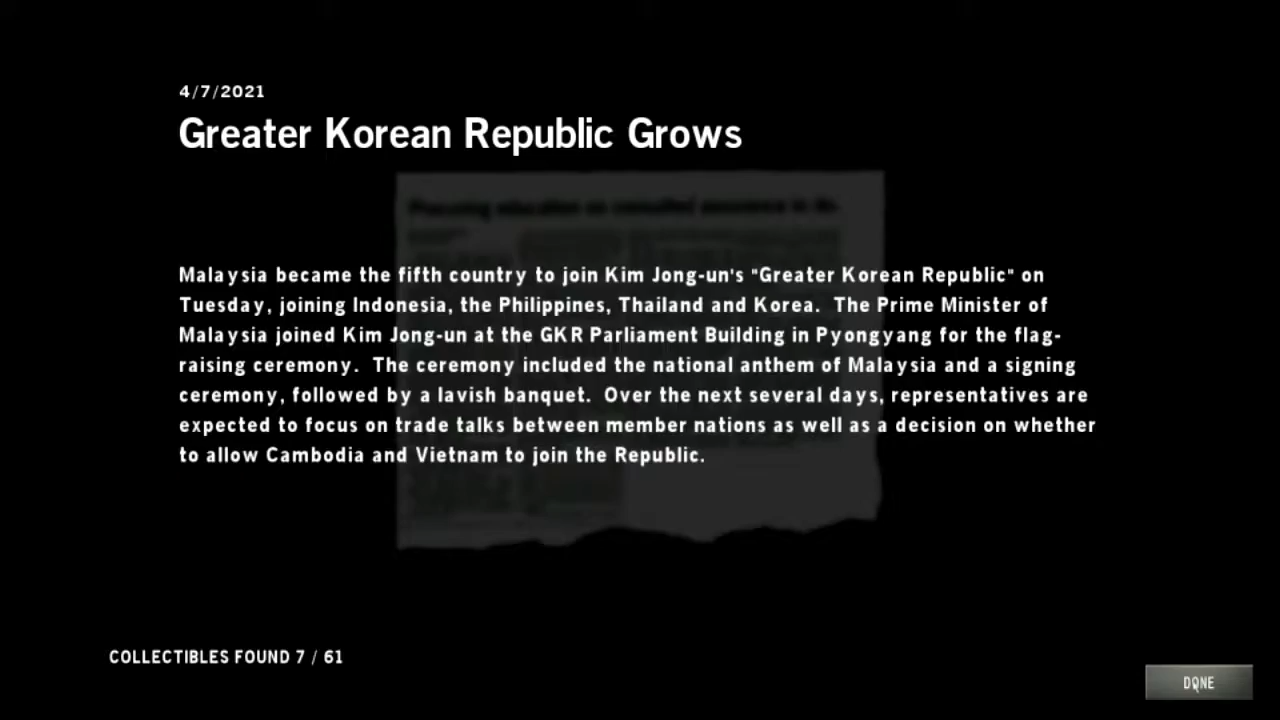 4/7/2021
Greater Korean Republic Grows
Malaysia became the fifth country to join Kim Jong-un's "Greater Korean Republic" on
Tuesday, joining Indonesia, the Philippines, Thailand and Korea. The Prime Minister of
Malaysia joined Kim Jong-un at the GKR Parliament Building in Pyongyang for the flag-
raising ceremony. The ceremony included the national anthem of Malaysia and a signing
ceremony, followed by a lavish banquet. Over the next several days, representatives are
expected to focus on trade talks between member nations as well as a decision on whether
to allow Cambodia and Vietnam to join the Republic.
COLLECTIBLES FOUND 7 / 61
DONE